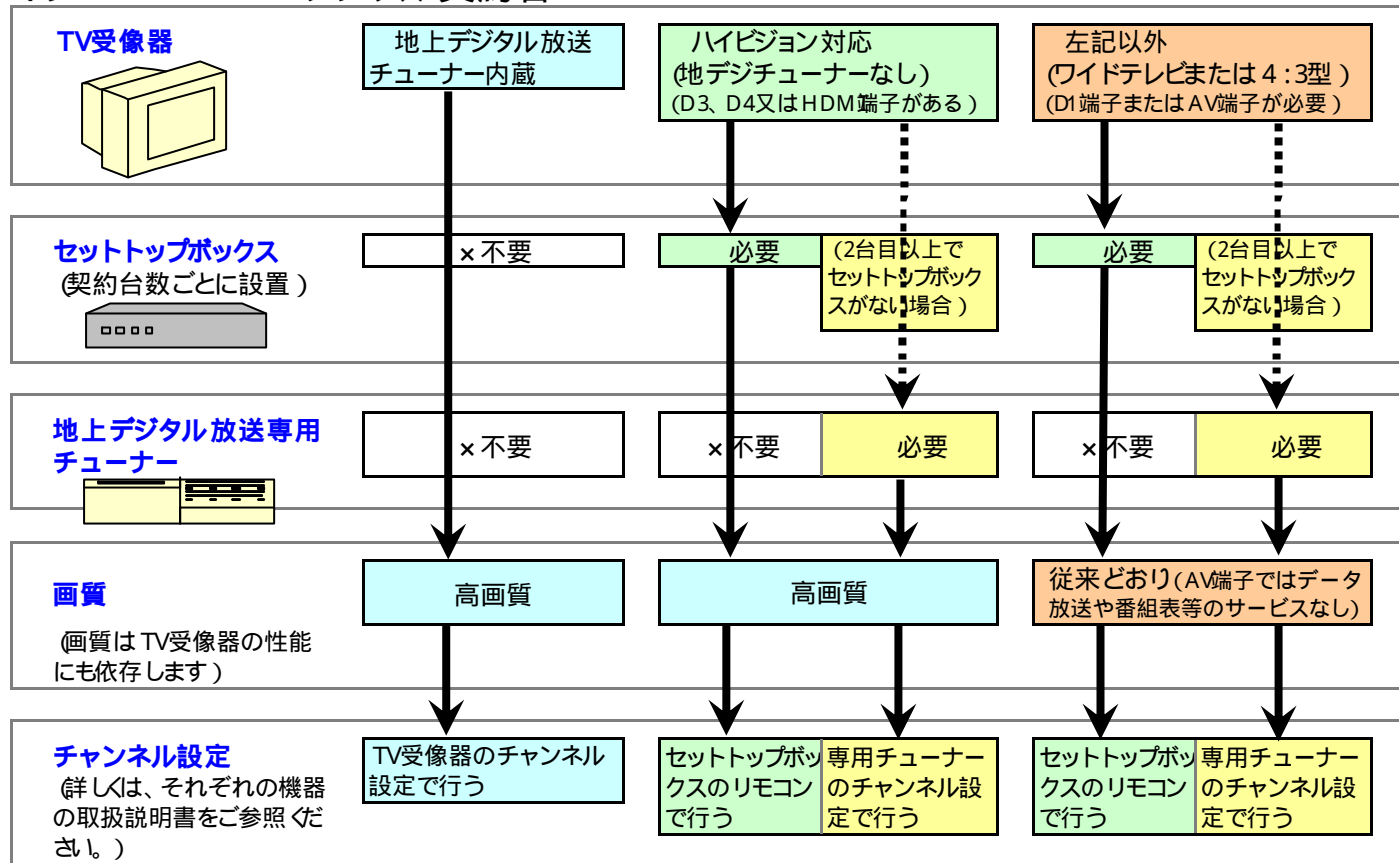 TV受像器
地上デジタル放送
チューナー内蔵
ハイビジョン対応
(地デジチューナーなし)
(D3、D4又はHDMI端子がある)
左記以外
(ワイドテレビまたは4:3型)
(D1端子またはAV端子が必要)
セットトップボックス
(契約台数ごとに設置)
×不要
必要
(2台目以上で
セットトップボック
スがない場合)
必要
(2台目以上で
セットトップボック
スがない場合)
地上デジタル放送専用
チューナー
×不要
×不要
必要
×不要
必要
画質
(画質はTV受像器の性能
にも依存します)
高画質
高画質
従来どおり(AV端子ではデータ
放送や番組表等のサービスなし)
チャンネル設定
(詳しくは、それぞれの機器
の取扱説明書をご参照くだ
さい。)
TV受像器のチャンネル
設定で行う
セットトップボッ
クスのリモコン
で行う
専用チューナー
のチャンネル設
定で行う
セットトップボッ
クスのリモコン
で行う
専用チューナー
のチャンネル設
定で行う